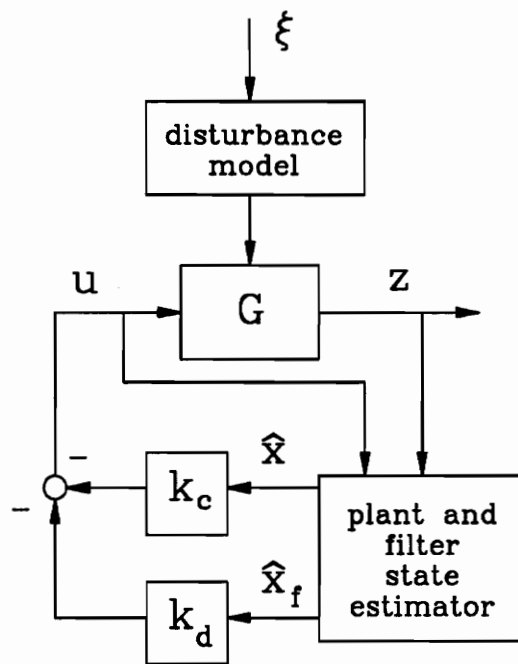 ξ
disturbance
model
u
G
z
−
x̂
k_c
−
x̂_f
k_d
plant and
filter
state
estimator